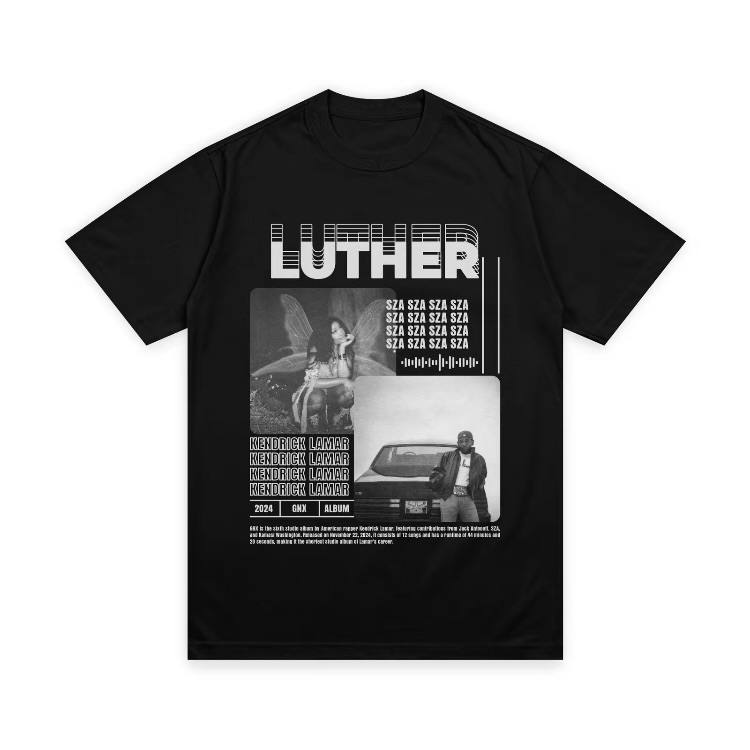 LUTHER
SZA SZA SZA SZA
SZA SZA SZA SZA
SZA SZA SZA SZA
SZA SZA SZA SZA
KENDRICK LAMAR
KENDRICK LAMAR
KENDRICK LAMAR
KENDRICK LAMAR
2024 GNX ALBUM
GNX is the sixth studio album by American rapper Kendrick Lamar, featuring contributions from Jack Antonoff, SZA,
and Kamasi Washington. Released on November 22, 2024, it consists of 12 songs and has a runtime of 44 minutes and
20 seconds, making it the shortest studio album of Lamar's career.